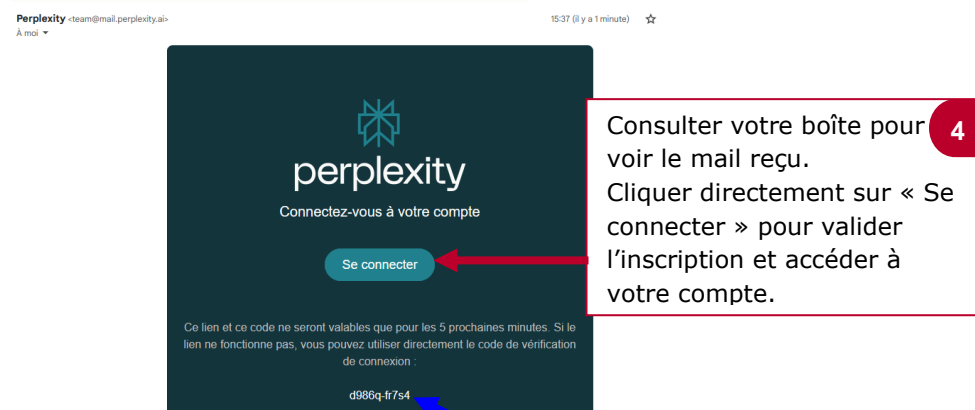 Perplexity <team@mail.perplexity.ai>
15:37 (il y a 1 minute)
À moi
perplexity
Connectez-vous à votre compte
Se connecter
Ce lien et ce code ne seront valables que pour les 5 prochaines minutes. Si le
lien ne fonctionne pas, vous pouvez utiliser directement le code de vérification
de connexion :
d986q-fr7s4
4
Consulter votre boîte pour
voir le mail reçu.
Cliquer directement sur « Se
connecter » pour valider
l’inscription et accéder à
votre compte.